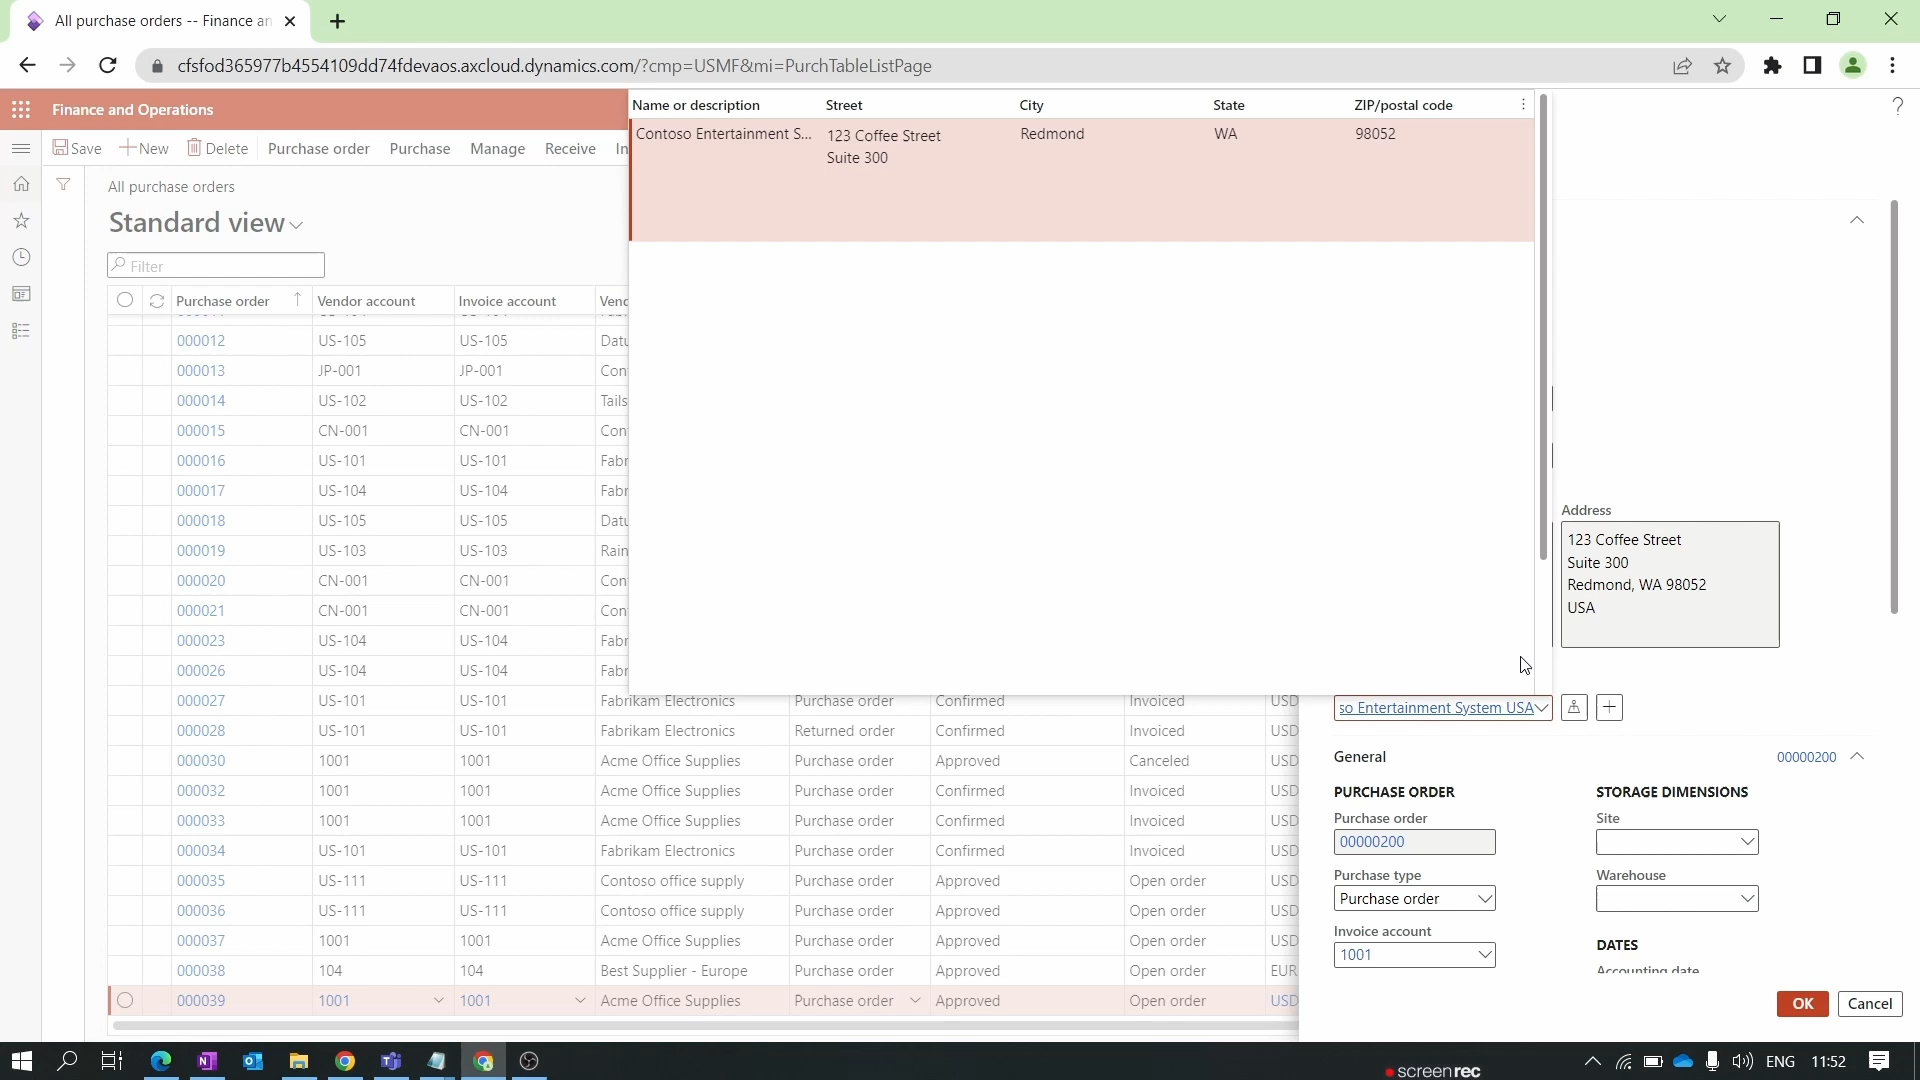 All purchase orders -- Finance an
cfsfod365977b4554109dd74fdevaos.axcloud.dynamics.com/?cmp=USMF&mi=PurchTableListPage
Finance and Operations
Save New Delete Purchase order Purchase Manage Receive In
All purchase orders
Standard view
Filter
Purchase order Vendor account Invoice account Vend
000012 US-105 US-105 Datu
000013 JP-001 JP-001 Con
000014 US-102 US-102 Tails
000015 CN-001 CN-001 Con
000016 US-101 US-101 Fabr
000017 US-104 US-104 Fabr
000018 US-105 US-105 Datu
000019 US-103 US-103 Rain
000020 CN-001 CN-001 Con
000021 CN-001 CN-001 Con
000023 US-104 US-104 Fabr
000026 US-104 US-104 Fabr
000027 US-101 US-101 Fabrikam Electronics Purchase order Confirmed Invoiced USD
000028 US-101 US-101 Fabrikam Electronics Returned order Confirmed Invoiced USD
000030 1001 1001 Acme Office Supplies Purchase order Approved Canceled USD
000032 1001 1001 Acme Office Supplies Purchase order Confirmed Invoiced USD
000033 1001 1001 Acme Office Supplies Purchase order Confirmed Invoiced USD
000034 US-101 US-101 Fabrikam Electronics Purchase order Confirmed Invoiced USD
000035 US-111 US-111 Contoso office supply Purchase order Approved Open order USD
000036 US-111 US-111 Contoso office supply Purchase order Approved Open order USD
000037 1001 1001 Acme Office Supplies Purchase order Approved Open order USD
000038 104 104 Best Supplier - Europe Purchase order Approved Open order EUR
000039 1001 1001 Acme Office Supplies Purchase order Approved Open order USD
Name or description Street City State ZIP/postal code
Contoso Entertainment S... 123 Coffee Street Redmond WA 98052
Suite 300
Address
123 Coffee Street
Suite 300
Redmond, WA 98052
USA
so Entertainment System USA
General 00000200
PURCHASE ORDER
Purchase order
00000200
Purchase type
Purchase order
Invoice account
1001
STORAGE DIMENSIONS
Site
Warehouse
DATES
Accounting date
OK Cancel
ENG 11:52
screenrec